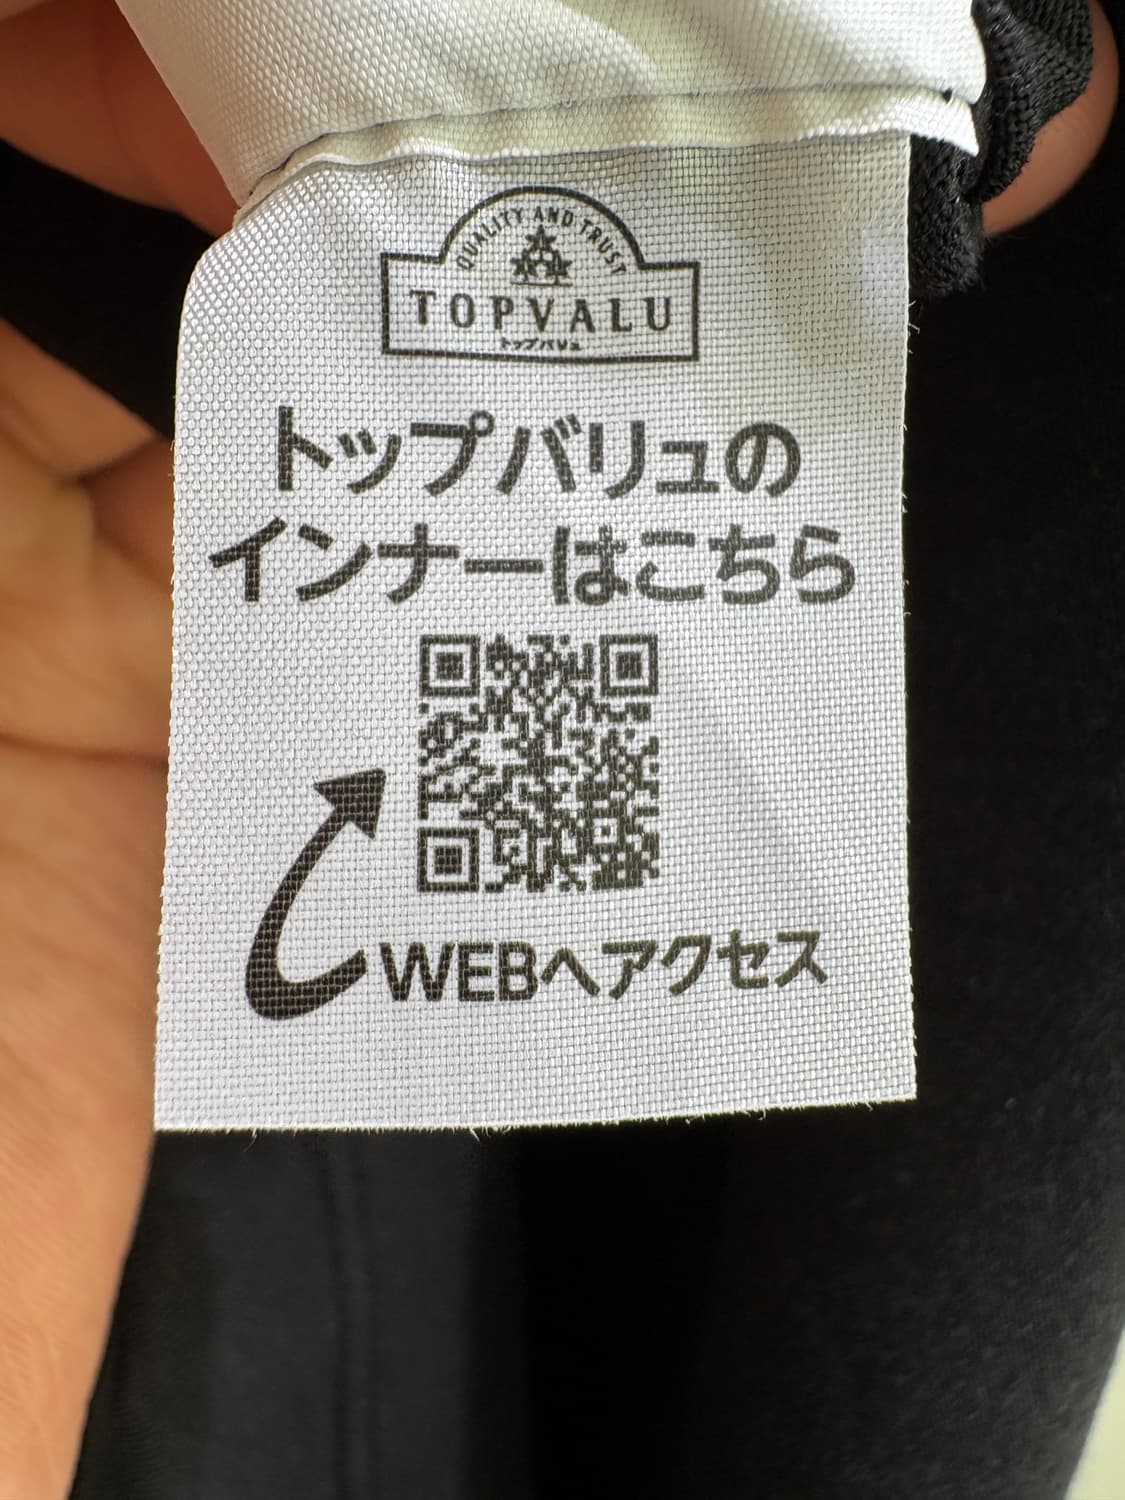 QUALITY AND TRUST
TOPVALU
トップバリュ
トップバリュの
インナーはこちら
WEBへアクセス